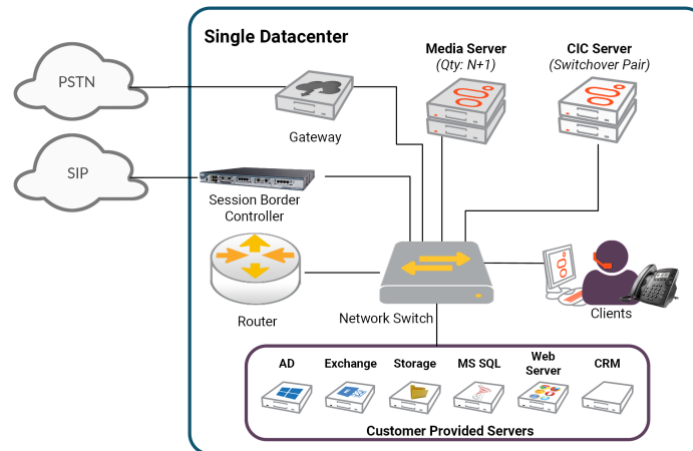 Single Datacenter
Media Server
(Qty: N+1)
CIC Server
(Switchover Pair)
PSTN
Gateway
SIP
Session Border
Controller
Router
Network Switch
Clients
AD
Exchange
Storage
MS SQL
Web
Server
CRM
Customer Provided Servers